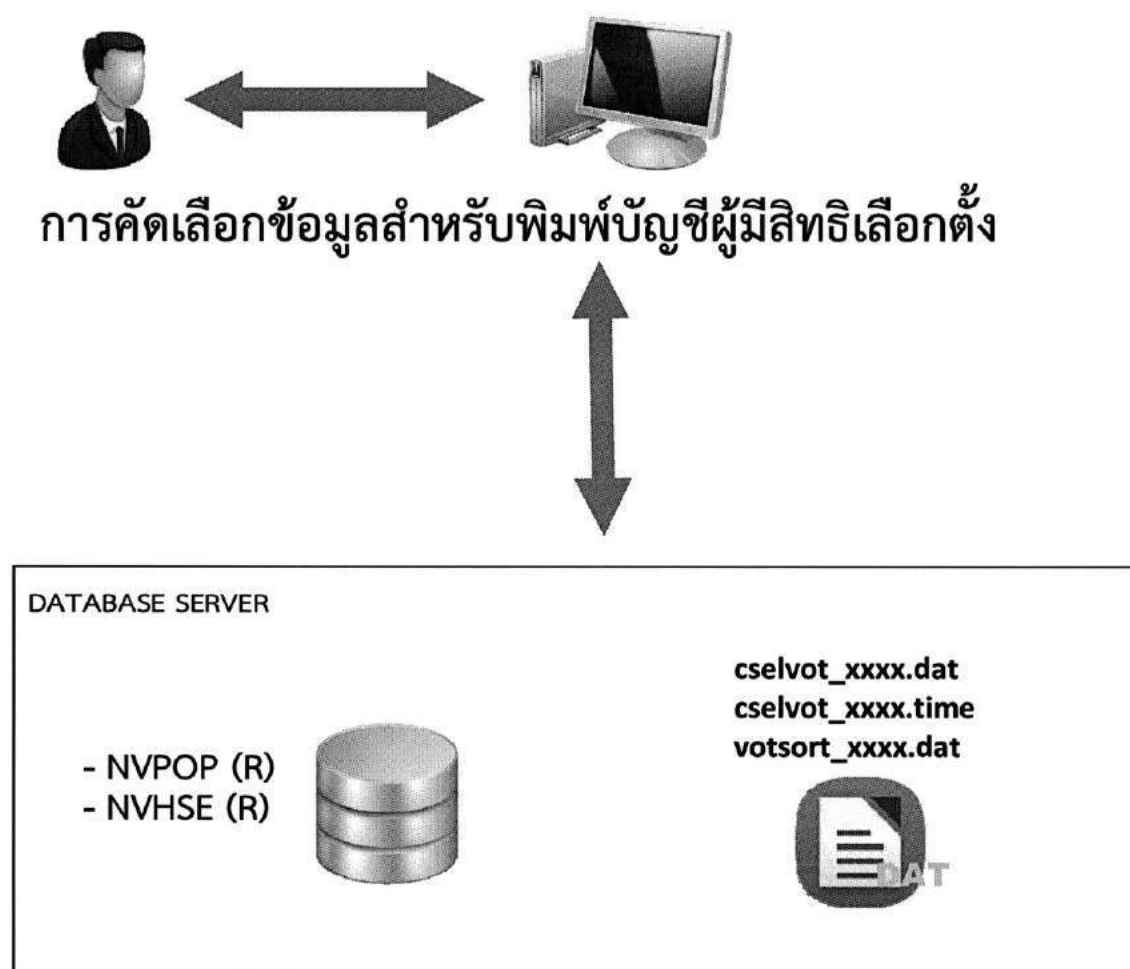 การคัดเลือกข้อมูลสำหรับพิมพ์บัญชีผู้มีสิทธิเลือกตั้ง
DATABASE SERVER
- NVPOP (R)
- NVHSE (R)
cselvot_xxxx.dat
cselvot_xxxx.time
votsort_xxxx.dat
DAT